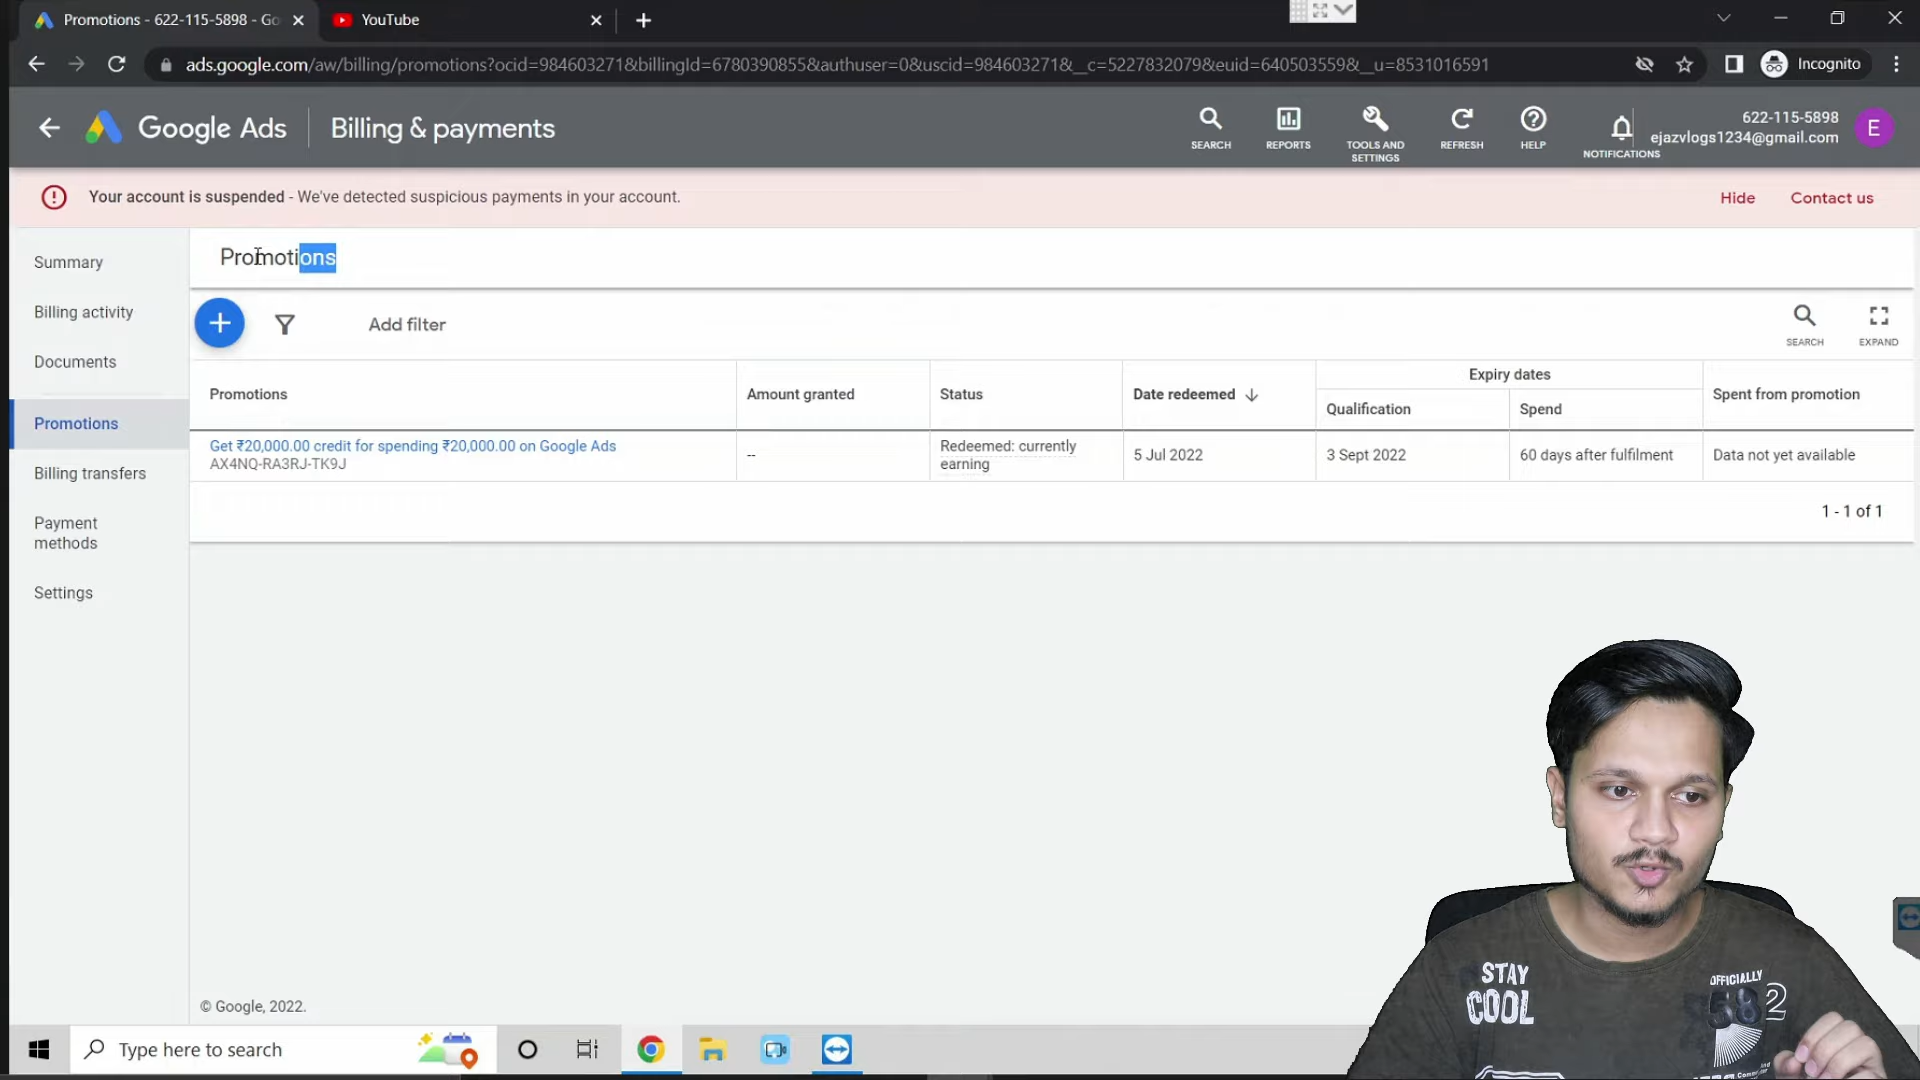 Promotions - 622-115-5898 - Go
YouTube
ads.google.com/aw/billing/promotions?ocid=984603271&billingId=6780390855&authuser=0&uscid=984603271&__c=5227832079&euid=640503559&__u=8531016591
Incognito
Google Ads
Billing & payments
SEARCH
REPORTS
TOOLS AND
SETTINGS
REFRESH
HELP
NOTIFICATIONS
622-115-5898
ejazvlogs1234@gmail.com
E
Your account is suspended - We've detected suspicious payments in your account.
Hide
Contact us
Summary
Billing activity
Documents
Promotions
Billing transfers
Payment
methods
Settings
Promotions
Add filter
SEARCH
EXPAND
Promotions
Amount granted
Status
Date redeemed
Expiry dates
Qualification
Spend
Spent from promotion
Get ₹20,000.00 credit for spending ₹20,000.00 on Google Ads
AX4NQ-RA3RJ-TK9J
--
Redeemed: currently
earning
5 Jul 2022
3 Sept 2022
60 days after fulfilment
Data not yet available
1 - 1 of 1
© Google, 2022.
Type here to search
STAY
COOL
OFFICIALLY